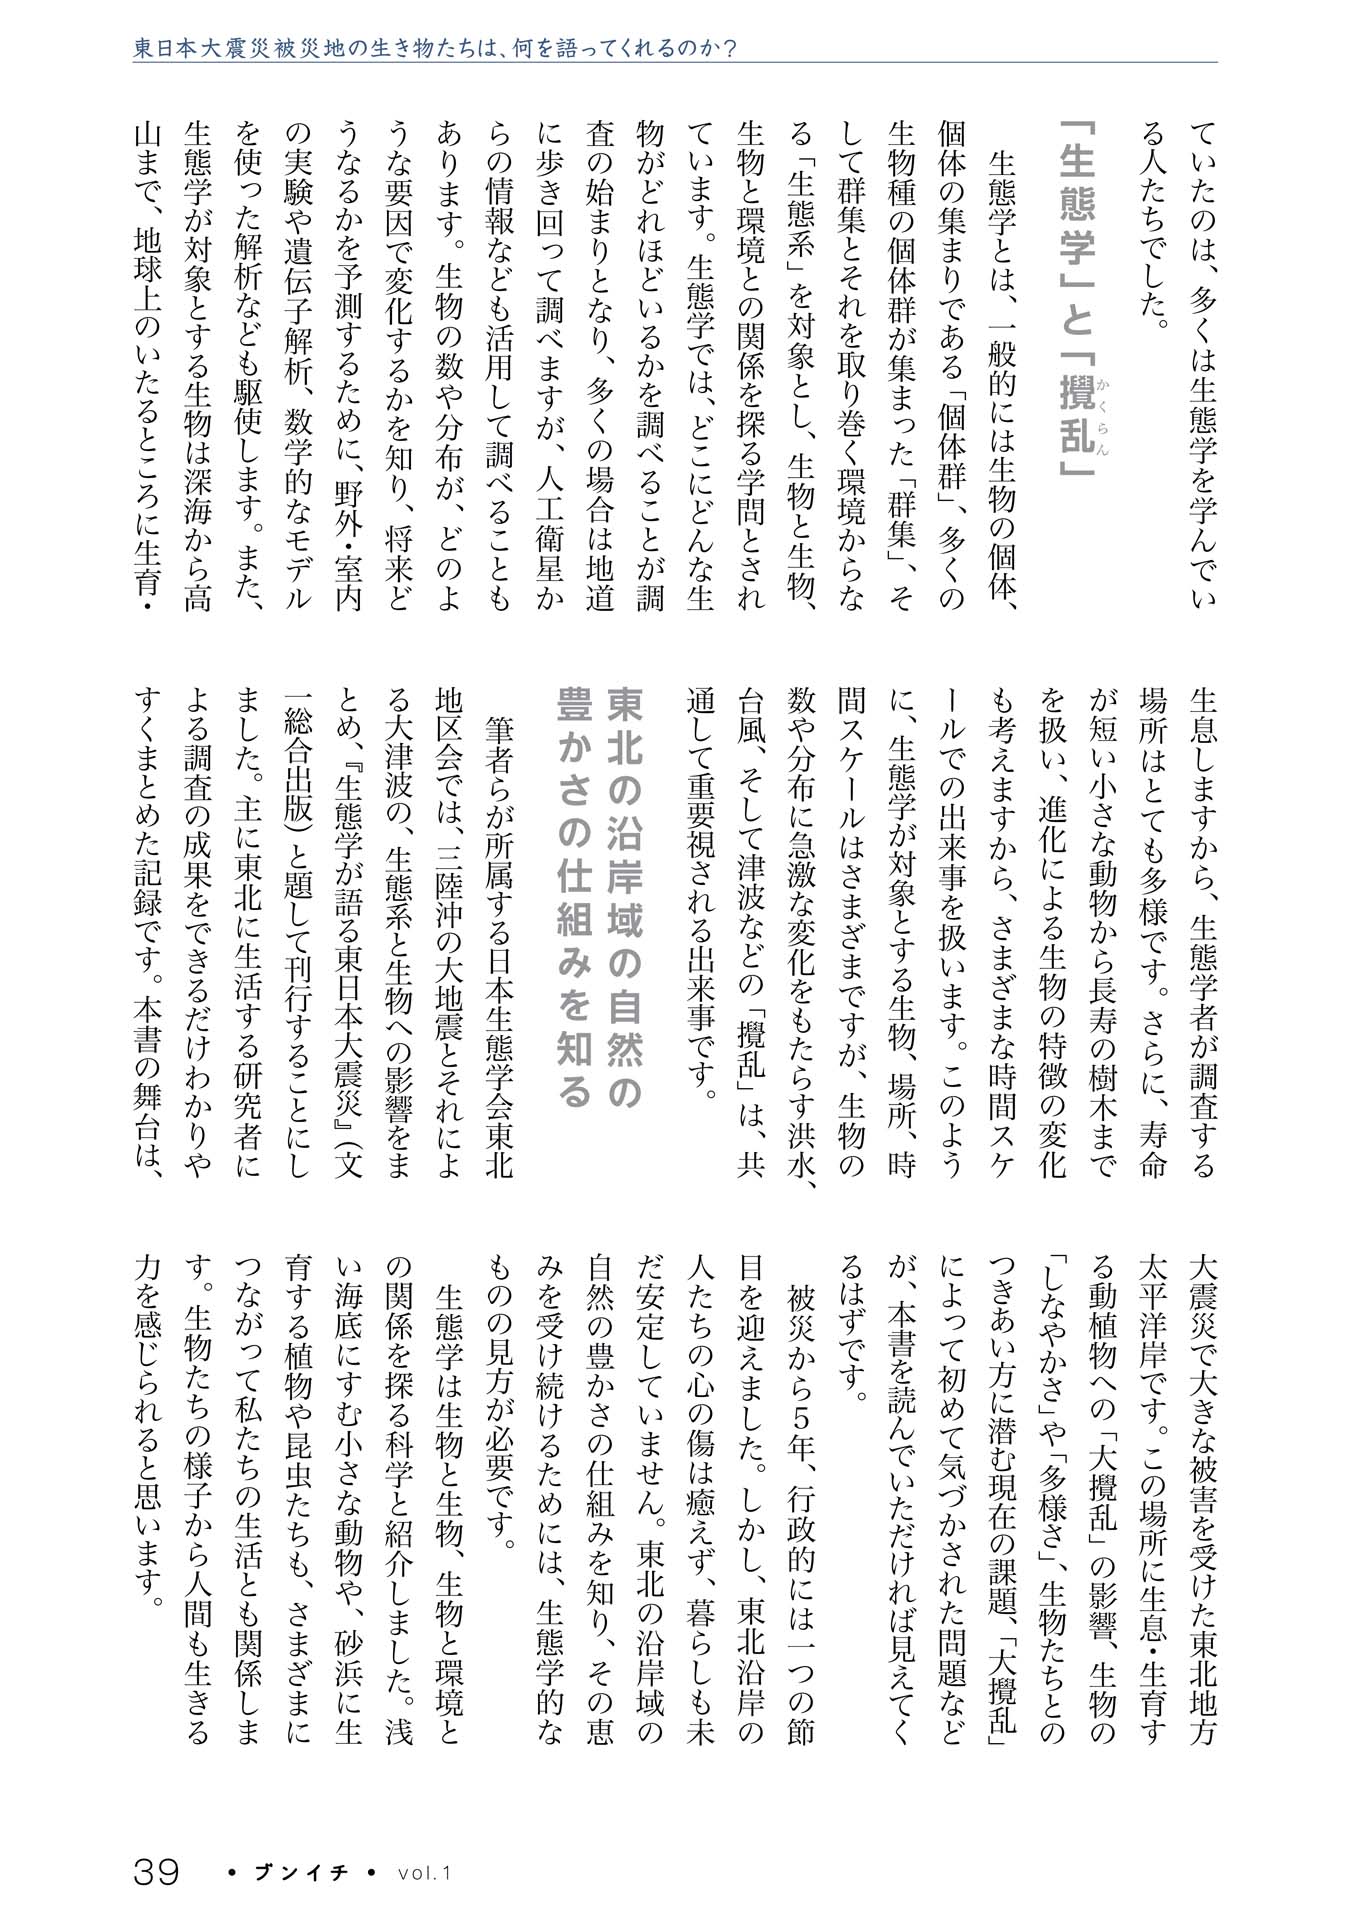 東日本大震災被災地の生き物たちは、何を語ってくれるのか？
ていたのは、多くは生態学を学んでい
る人たちでした。
「生態学」と「攪乱」
かくらん
生態学とは、一般的には生物の個体、
個体の集まりである「個体群」、多くの
生物種の個体群が集まった「群集」、そ
して群集とそれを取り巻く環境からな
る「生態系」を対象とし、生物と生物、
生物と環境との関係を探る学問とされ
ています。生態学では、どこにどんな生
物がどれほどいるかを調べることが調
査の始まりとなり、多くの場合は地道
に歩き回って調べますが、人工衛星か
らの情報なども活用して調べることも
あります。生物の数や分布が、どのよ
うな要因で変化するかを知り、将来ど
うなるかを予測するために、野外・室内
の実験や遺伝子解析、数学的なモデル
を使った解析なども駆使します。また、
生態学が対象とする生物は深海から高
山まで、地球上のいたるところに生育・
生息しますから、生態学者が調査する
場所はとても多様です。さらに、寿命
が短い小さな動物から長寿の樹木まで
を扱い、進化による生物の特徴の変化
も考えますから、さまざまな時間スケ
ールでの出来事を扱います。このよう
に、生態学が対象とする生物、場所、時
間スケールはさまざまですが、生物の
数や分布に急激な変化をもたらす洪水、
台風、そして津波などの「攪乱」は、共
通して重要視される出来事です。
東北の沿岸域の自然の
豊かさの仕組みを知る
筆者らが所属する日本生態学会東北
地区会では、三陸沖の大地震とそれによ
る大津波の、生態系と生物への影響をま
とめ、『生態学が語る東日本大震災』（文
一総合出版）と題して刊行することにし
ました。主に東北に生活する研究者に
よる調査の成果をできるだけわかりや
すくまとめた記録です。本書の舞台は、
大震災で大きな被害を受けた東北地方
太平洋岸です。この場所に生息・生育す
る動植物への「大攪乱」の影響、生物の
「しなやかさ」や「多様さ」、生物たちとの
つきあい方に潜む現在の課題、「大攪乱」
によって初めて気づかされた問題など
が、本書を読んでいただければ見えてく
るはずです。
被災から5年、行政的には一つの節
目を迎えました。しかし、東北沿岸の
人たちの心の傷は癒えず、暮らしも未
だ安定していません。東北の沿岸域の
自然の豊かさの仕組みを知り、その恵
みを受け続けるためには、生態学的な
ものの見方が必要です。
生態学は生物と生物、生物と環境と
の関係を探る科学と紹介しました。浅
い海底にすむ小さな動物や、砂浜に生
育する植物や昆虫たちも、さまざまに
つながって私たちの生活とも関係しま
す。生物たちの様子から人間も生きる
力を感じられると思います。
39 ・ブンイチ・ vol.1